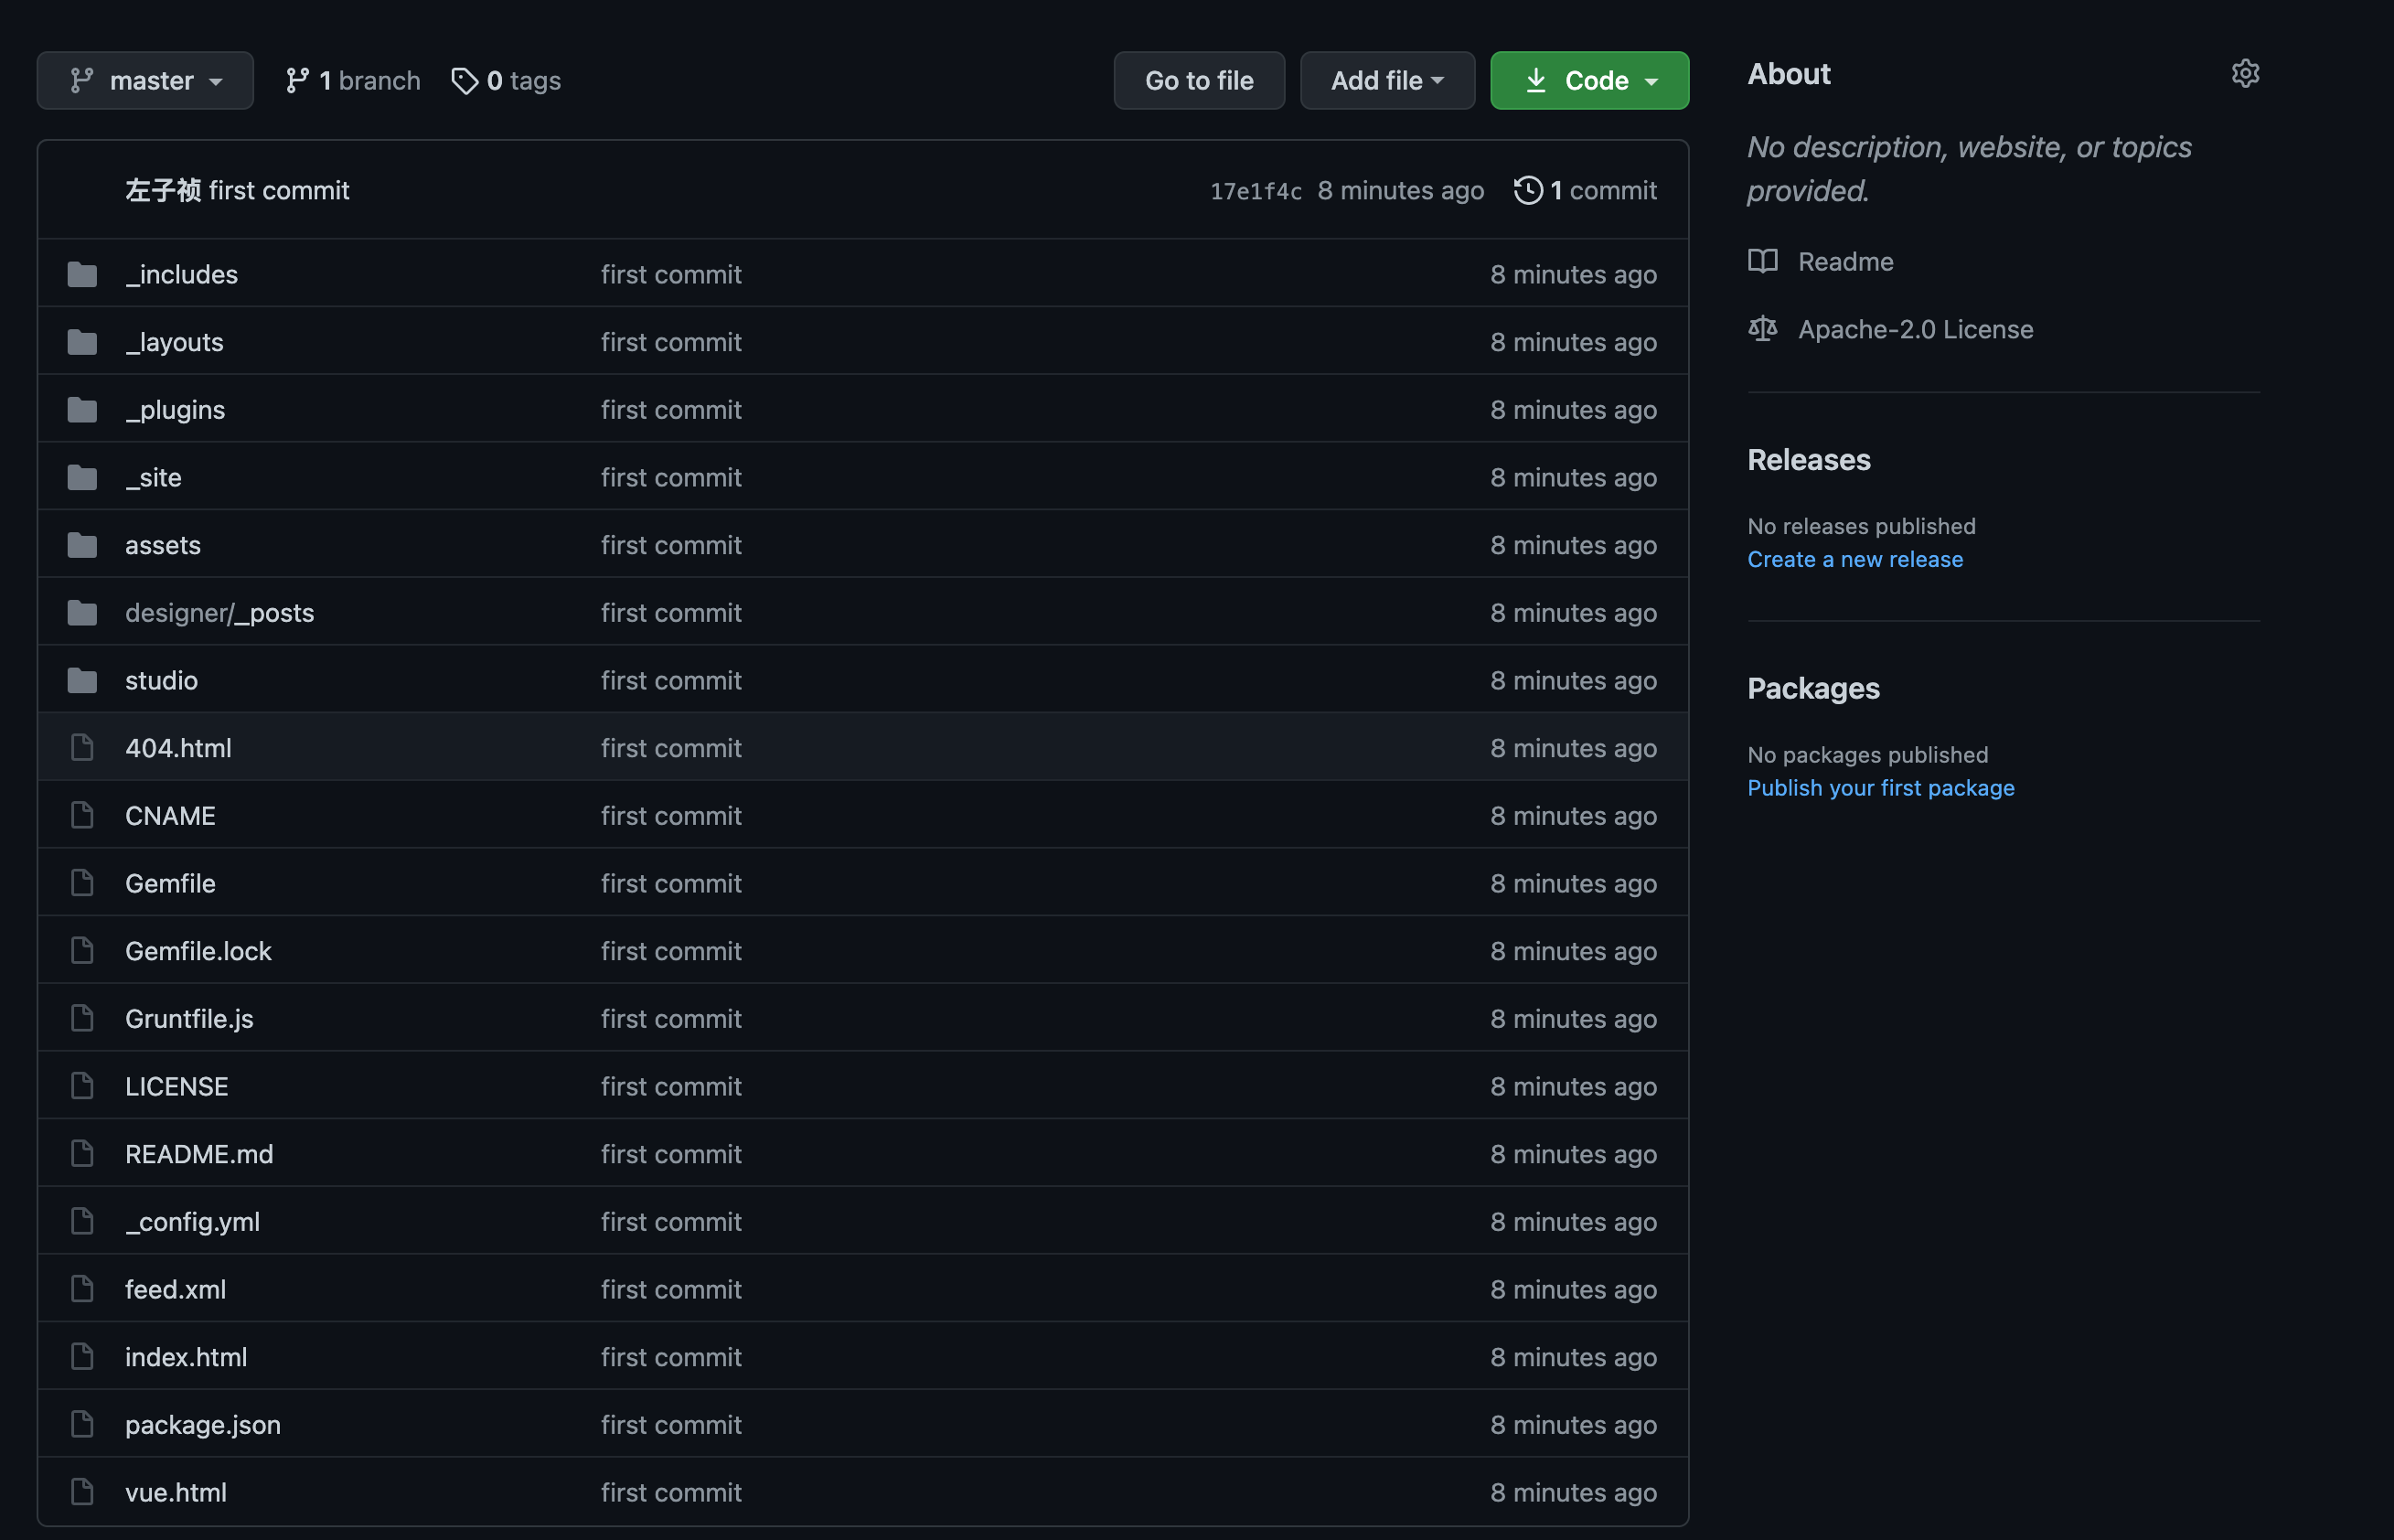 master 1 branch 0 tags Go to file Add file Code
左子祯 first commit 17e1f4c 8 minutes ago 1 commit
_includes first commit 8 minutes ago
_layouts first commit 8 minutes ago
_plugins first commit 8 minutes ago
_site first commit 8 minutes ago
assets first commit 8 minutes ago
designer/_posts first commit 8 minutes ago
studio first commit 8 minutes ago
404.html first commit 8 minutes ago
CNAME first commit 8 minutes ago
Gemfile first commit 8 minutes ago
Gemfile.lock first commit 8 minutes ago
Gruntfile.js first commit 8 minutes ago
LICENSE first commit 8 minutes ago
README.md first commit 8 minutes ago
_config.yml first commit 8 minutes ago
feed.xml first commit 8 minutes ago
index.html first commit 8 minutes ago
package.json first commit 8 minutes ago
vue.html first commit 8 minutes ago
About
No description, website, or topics
provided.
Readme
Apache-2.0 License
Releases
No releases published
Create a new release
Packages
No packages published
Publish your first package